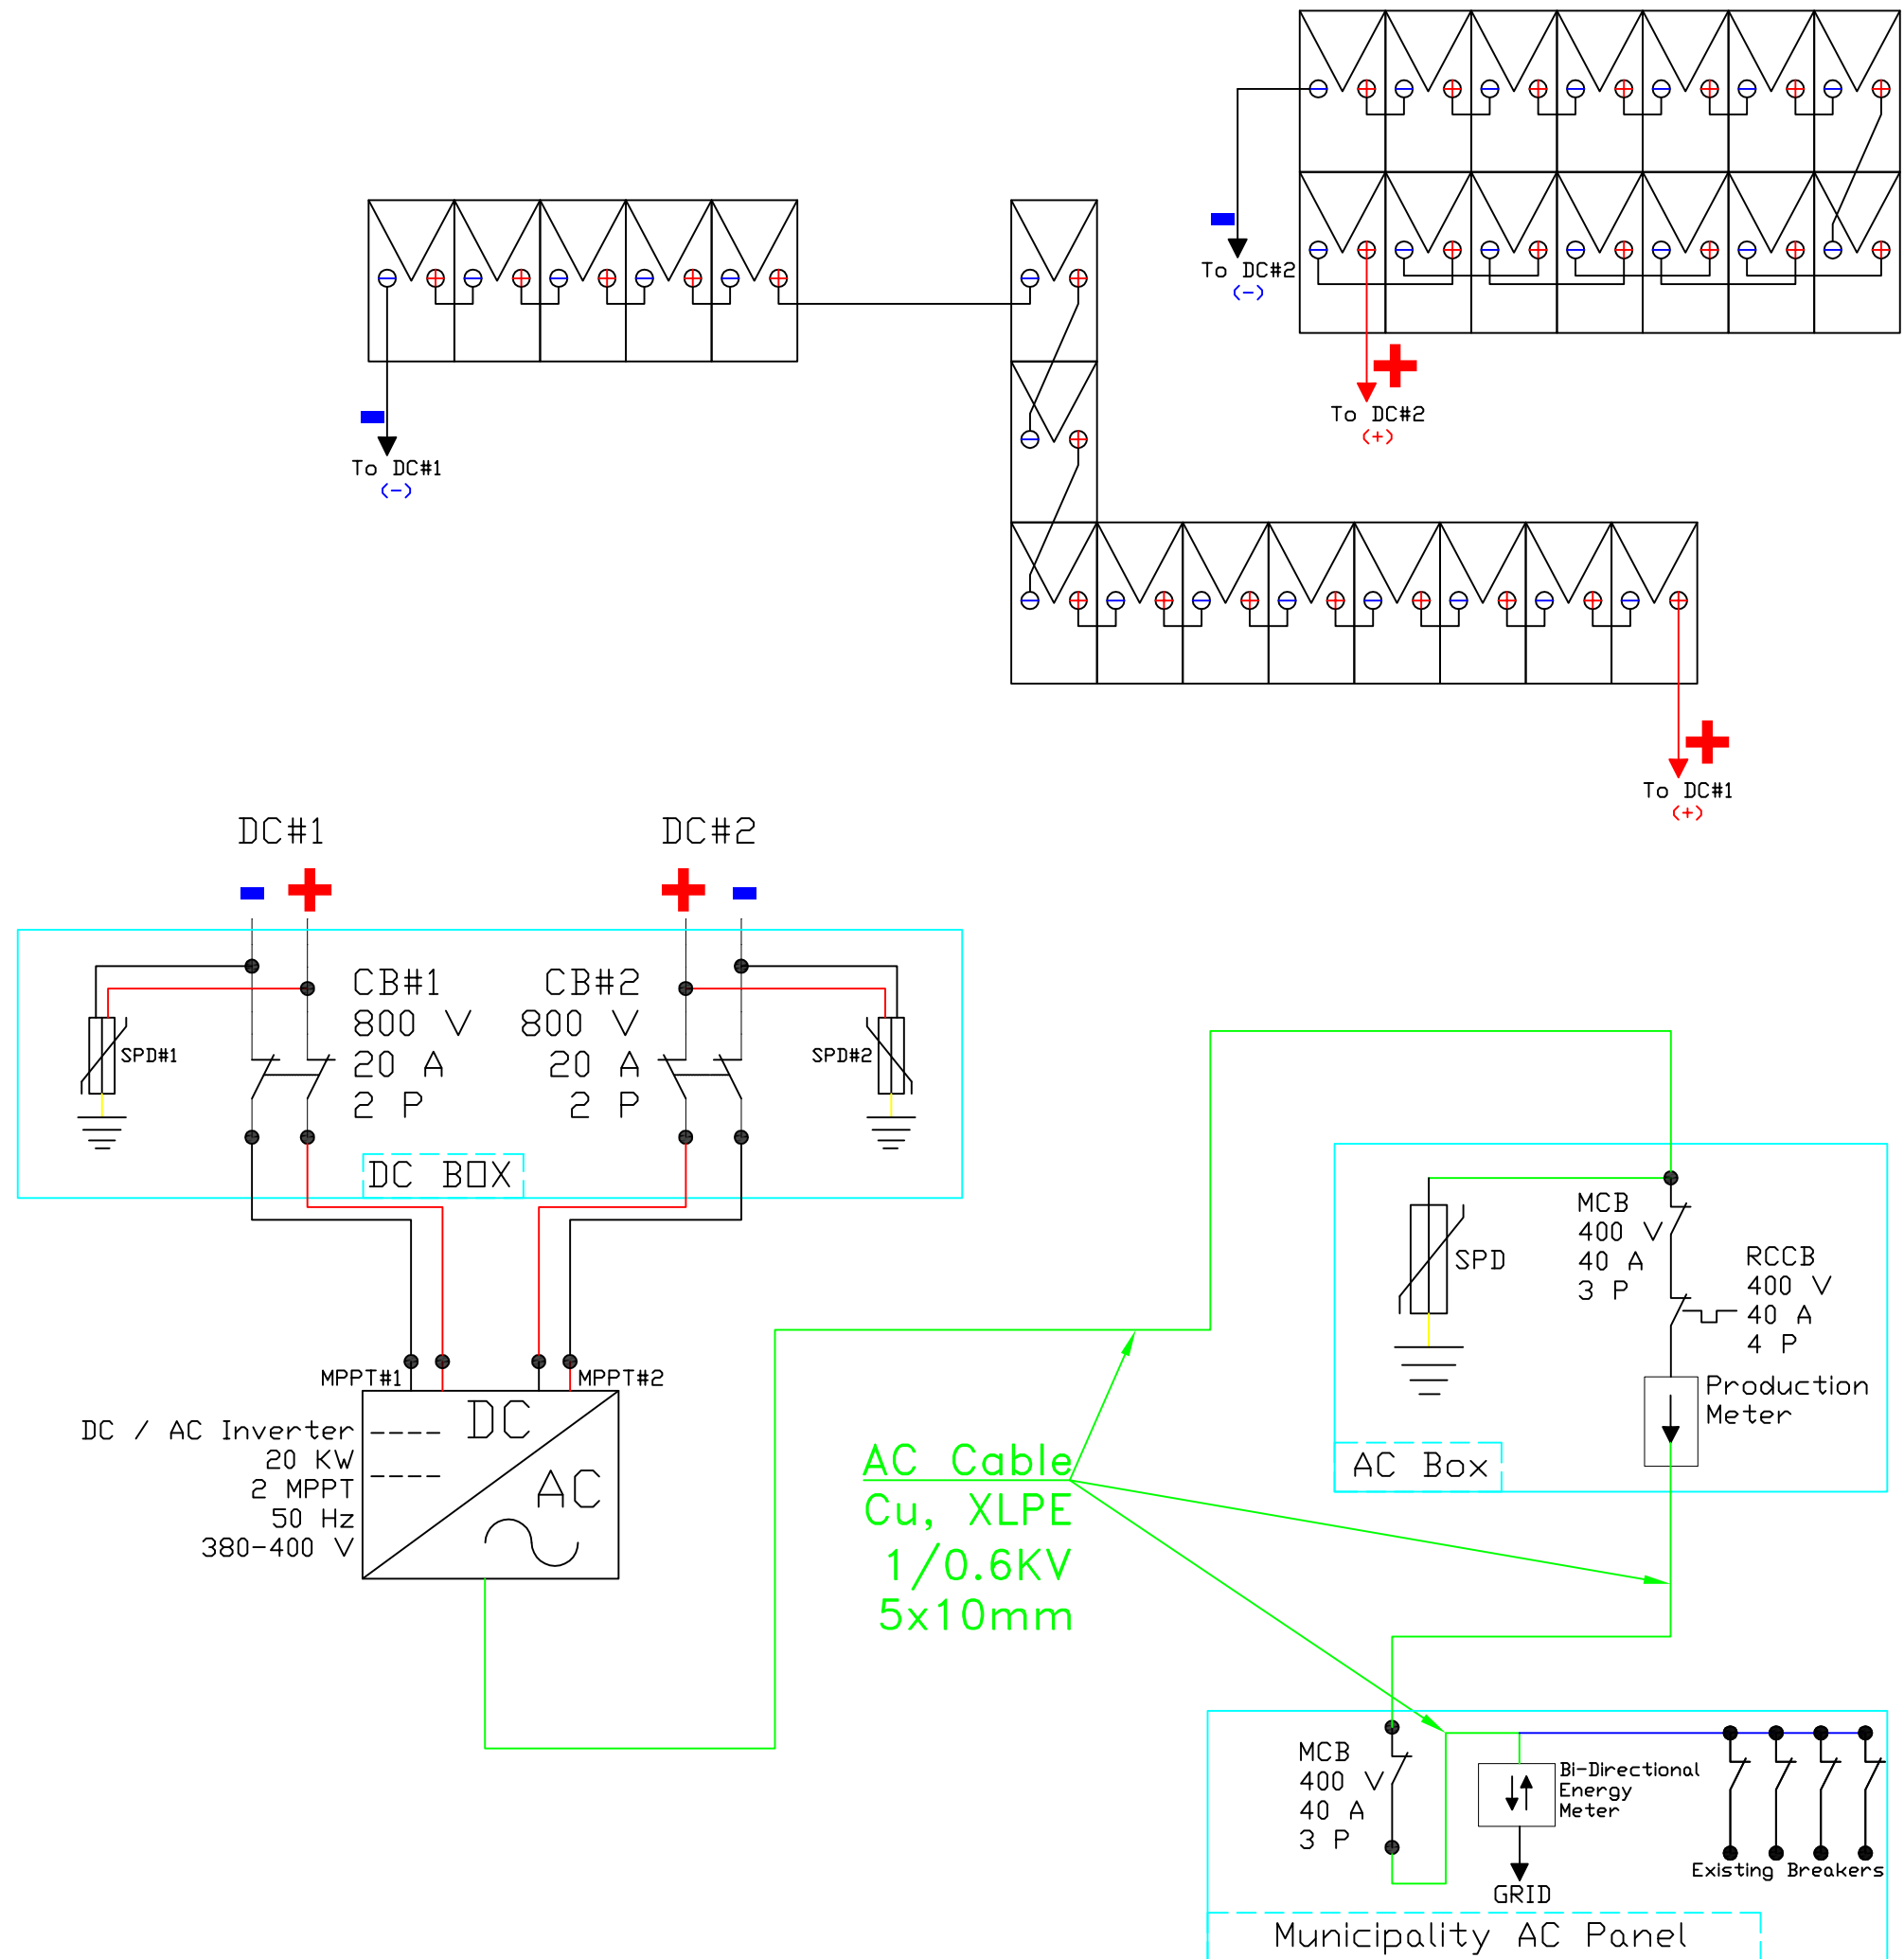 To DC#2
(-)
To DC#2
(+)
To DC#1
(-)
To DC#1
(+)
DC#1
DC#2
CB#1
800 V
20 A
2 P
CB#2
800 V
20 A
2 P
SPD#1
SPD#2
DC BOX
MPPT#1
MPPT#2
DC / AC Inverter
20 KW
2 MPPT
50 Hz
380-400 V
DC
AC
AC Cable
Cu, XLPE
1/0.6KV
5x10mm
MCB
400 V
40 A
3 P
SPD
RCCB
400 V
40 A
4 P
Production
Meter
AC Box
MCB
400 V
40 A
3 P
Bi-Directional
Energy
Meter
GRID
Existing Breakers
Municipality AC Panel